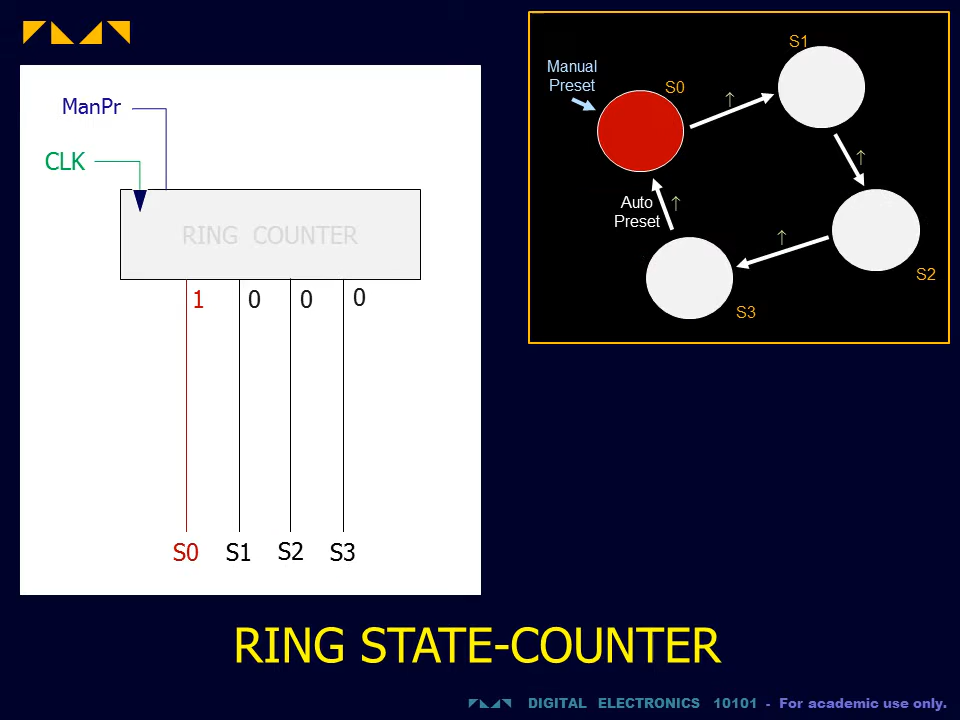 ManPr
CLK
RING COUNTER
1 0 0 0
S0 S1 S2 S3
Manual
Preset
S0
S1
↑
↑
Auto
Preset
↑
↑
S2
S3
RING STATE-COUNTER
DIGITAL ELECTRONICS 10101 - For academic use only.